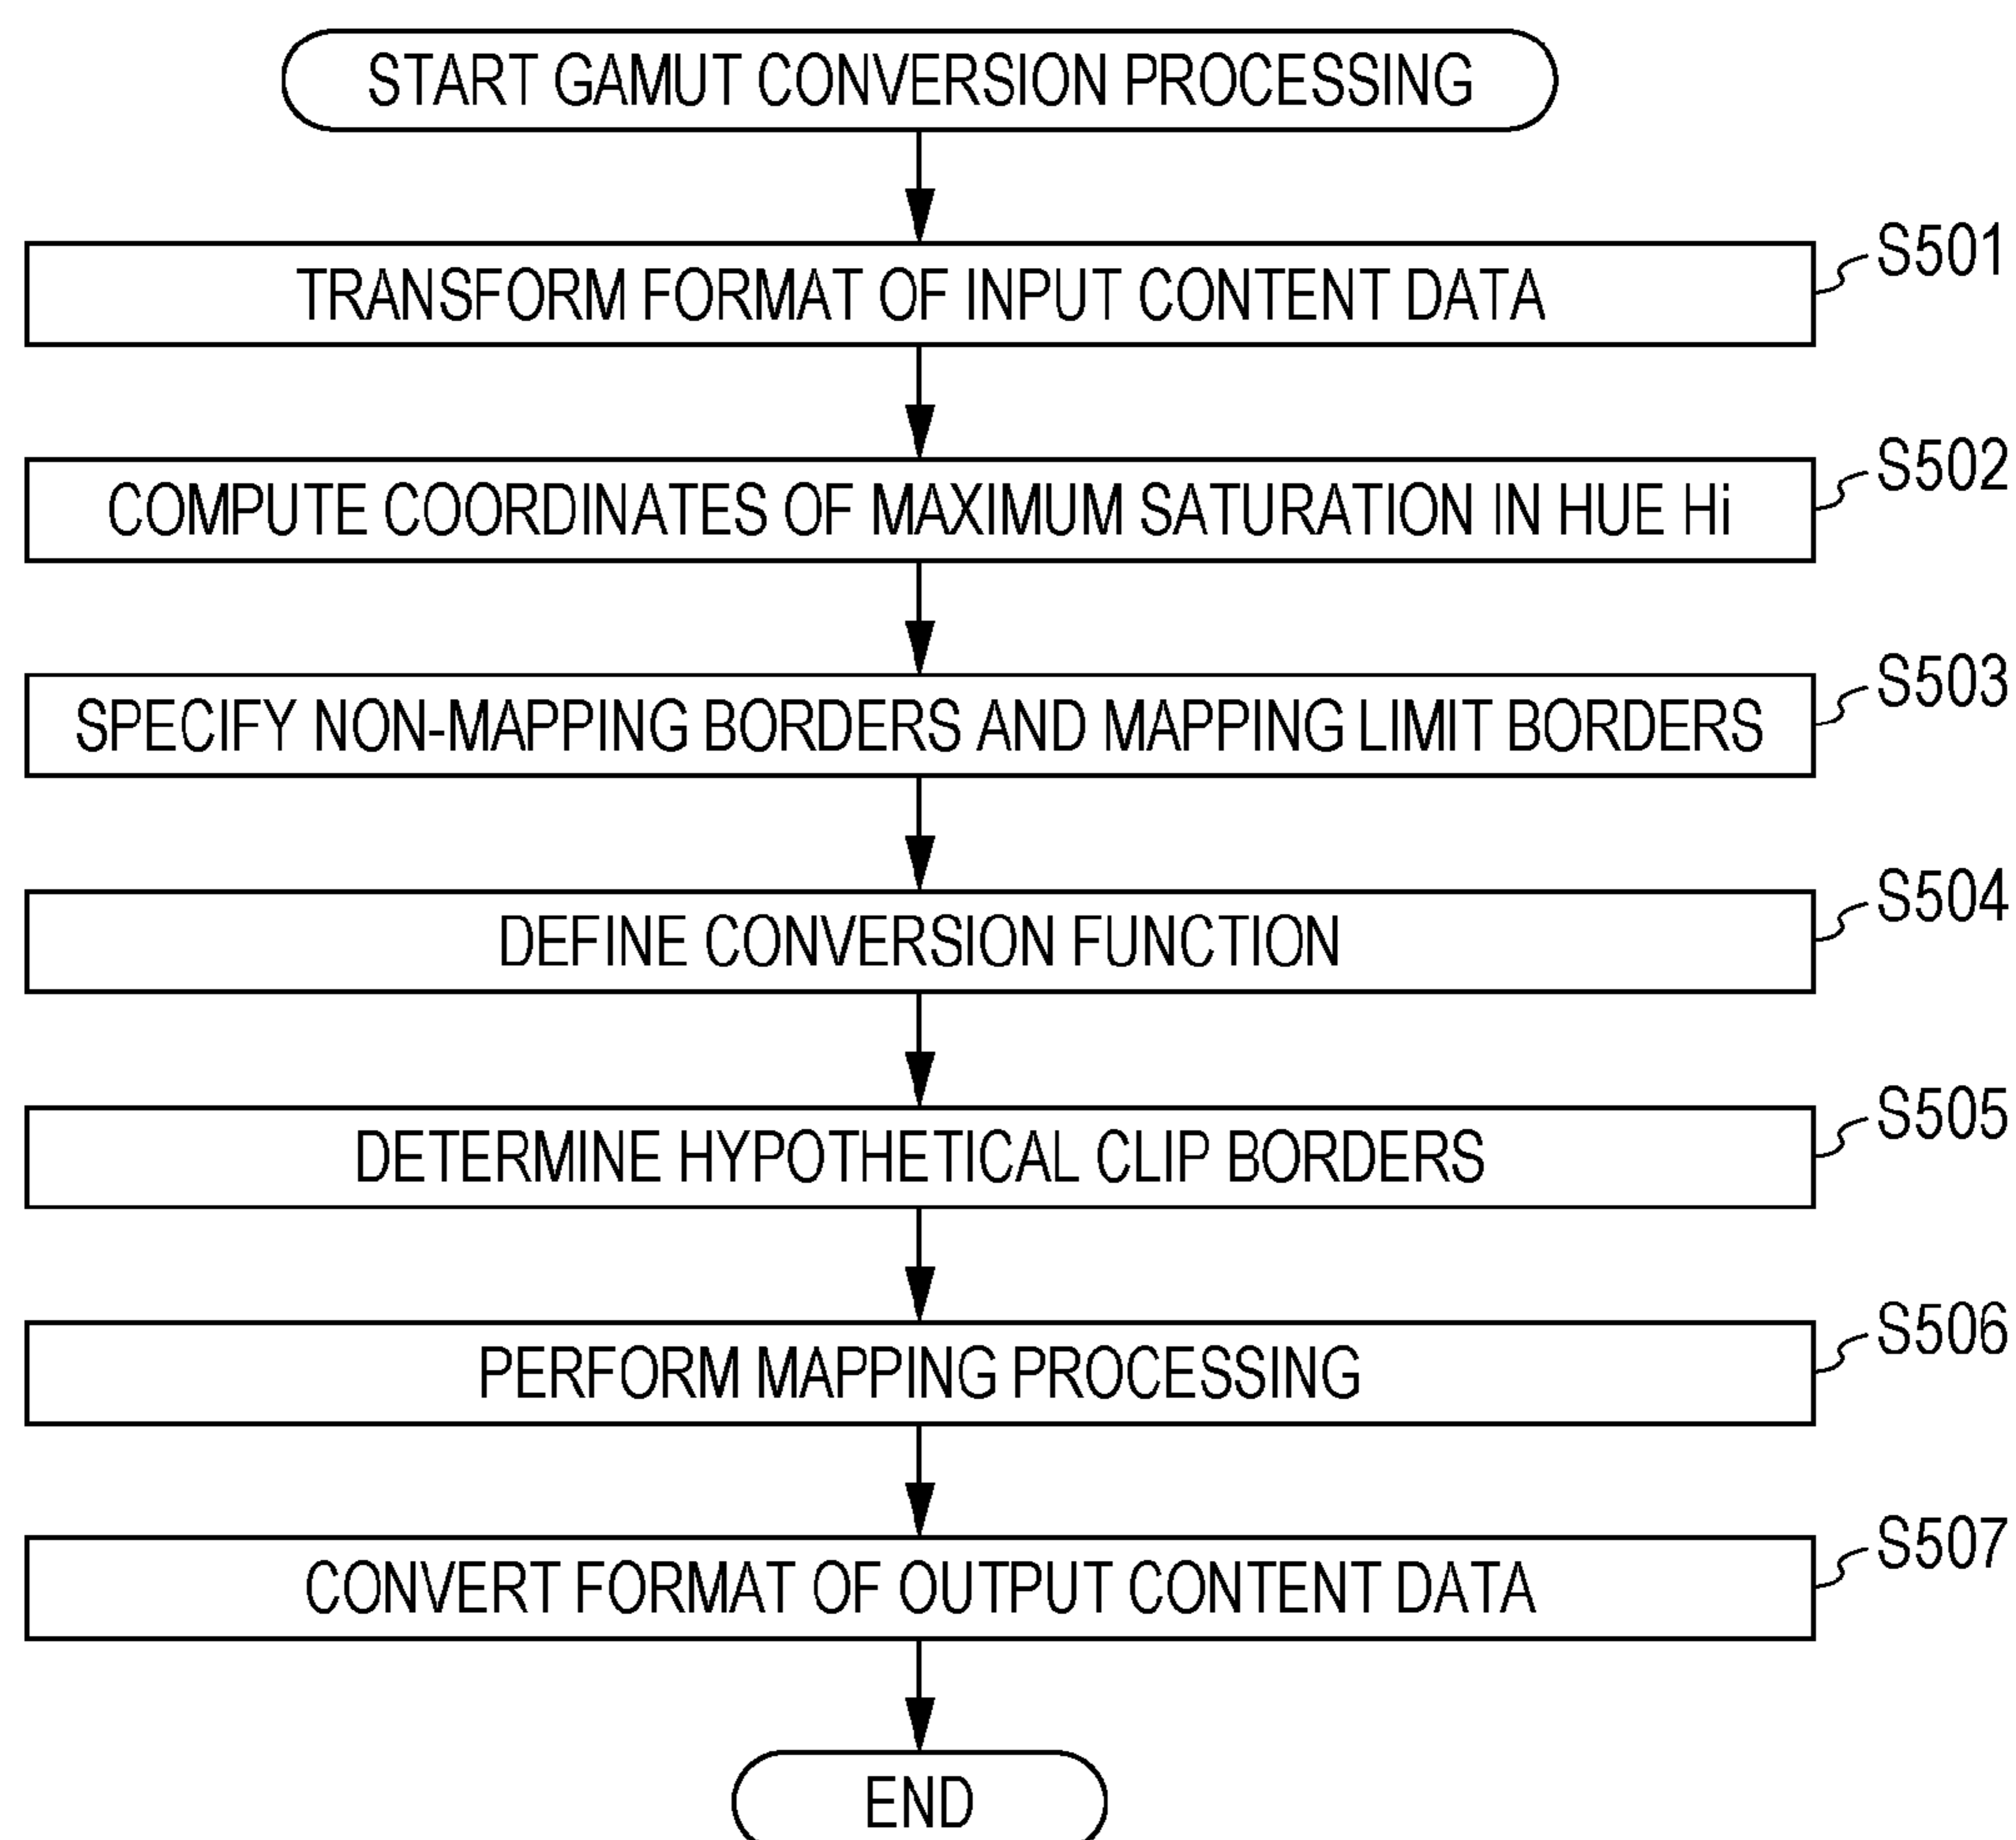 START GAMUT CONVERSION PROCESSING
TRANSFORM FORMAT OF INPUT CONTENT DATA
S501
COMPUTE COORDINATES OF MAXIMUM SATURATION IN HUE Hi
S502
SPECIFY NON-MAPPING BORDERS AND MAPPING LIMIT BORDERS
S503
DEFINE CONVERSION FUNCTION
S504
DETERMINE HYPOTHETICAL CLIP BORDERS
S505
PERFORM MAPPING PROCESSING
S506
CONVERT FORMAT OF OUTPUT CONTENT DATA
S507
END